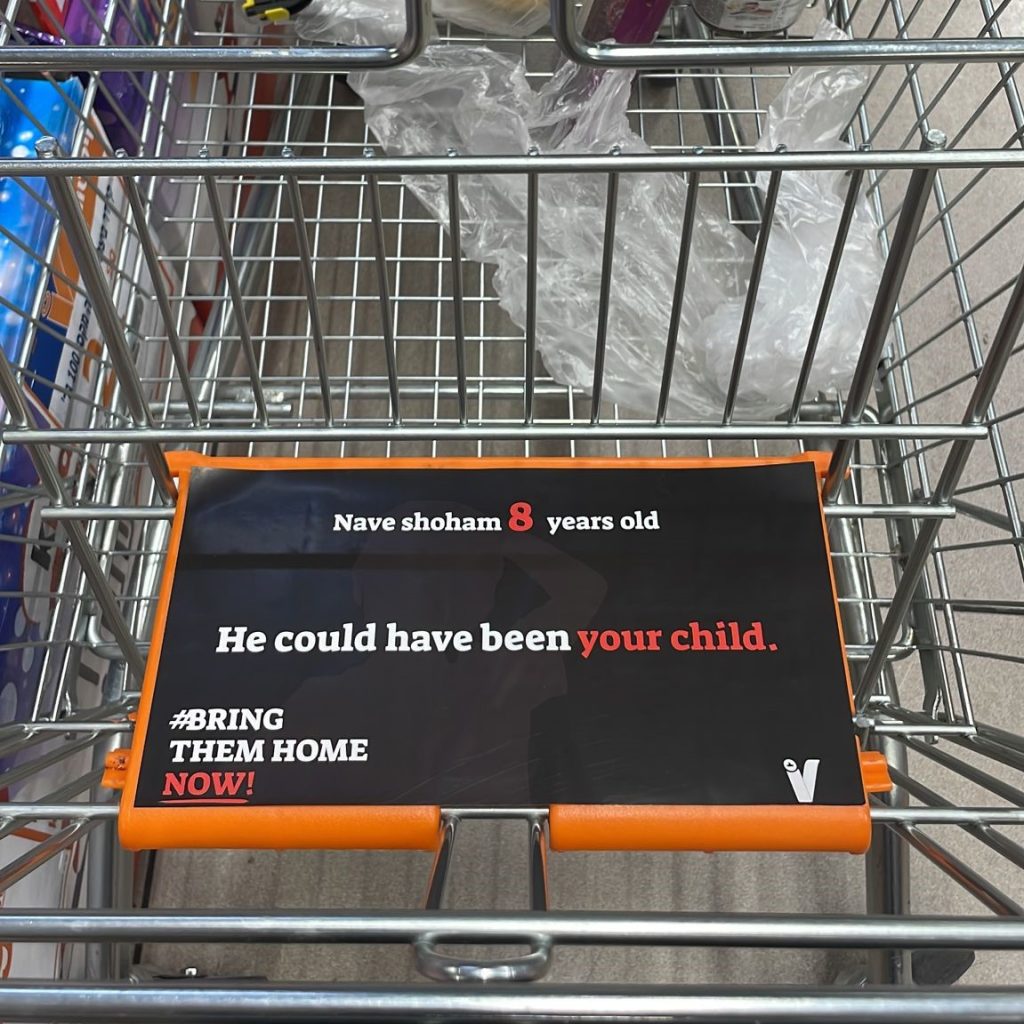 Nave shoham 8 years old
He could have been your child.
#BRING
THEM HOME
NOW!